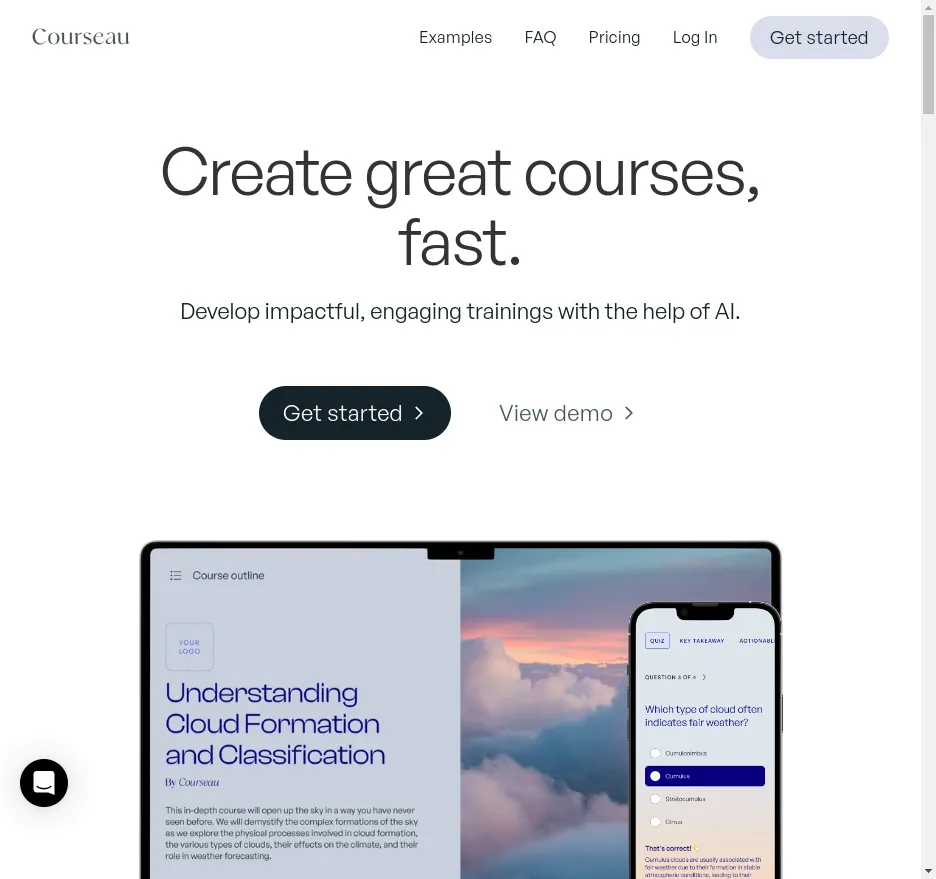 Courseau
Examples
FAQ
Pricing
Log In
Get started
Create great courses,
fast.
Develop impactful, engaging trainings with the help of AI.
Get started
View demo
Course outline
YOUR
LOGO
Understanding
Cloud Formation
and Classification
By Courseau
This in-depth course will open up the sky in a way you have never
seen before. We will demystify the complex formations of the sky
as we explore the physical processes involved in cloud formation,
the various types of clouds, their effects on the climate, and their
role in weather forecasting.
QUIZ
KEY TAKEAWAY
ACTIONABL
QUESTION 3 OF 4
Which type of cloud often
indicates fair weather?
Cumulonimbus
Cumulus
Stratocumulus
Cirrus
That's correct!
Cumulus clouds are usually associated with
fair weather due to their formation in stable
atmospheric conditions, leading to their